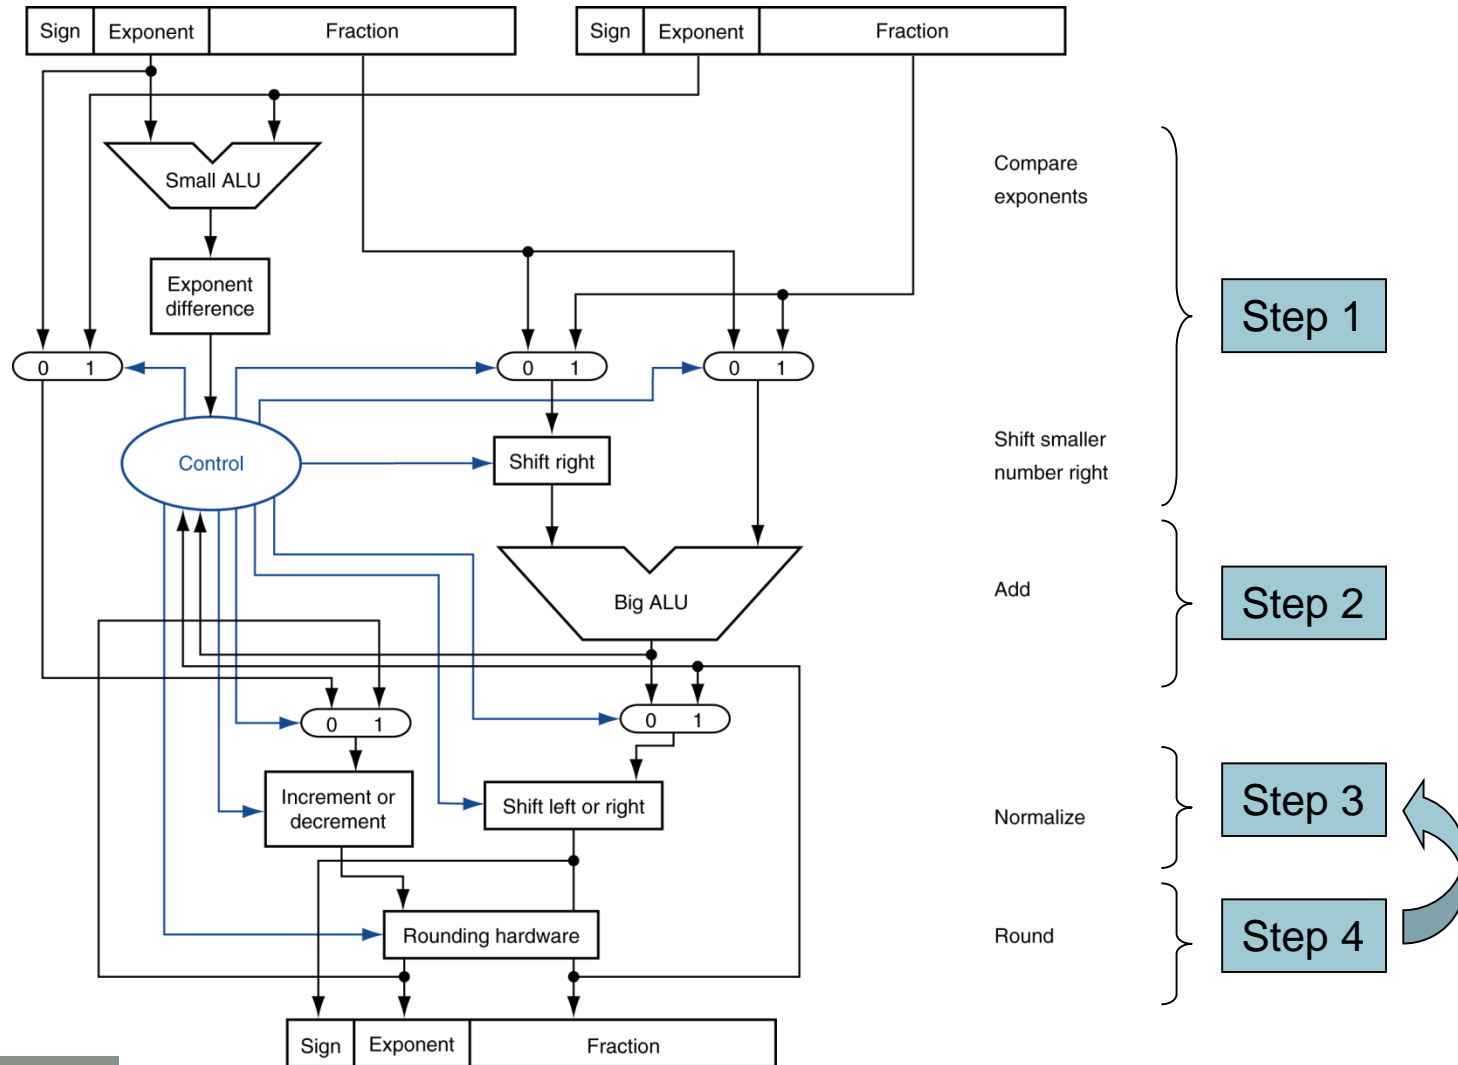 Sign Exponent Fraction Sign Exponent Fraction
Small ALU
Compare
exponents
Exponent
difference
Step 1
0 1 0 1 0 1
Control
Shift right
Shift smaller
number right
Big ALU
Add
Step 2
0 1 0 1
Increment or
decrement
Shift left or right
Normalize
Step 3
Rounding hardware
Round
Step 4
Sign Exponent Fraction